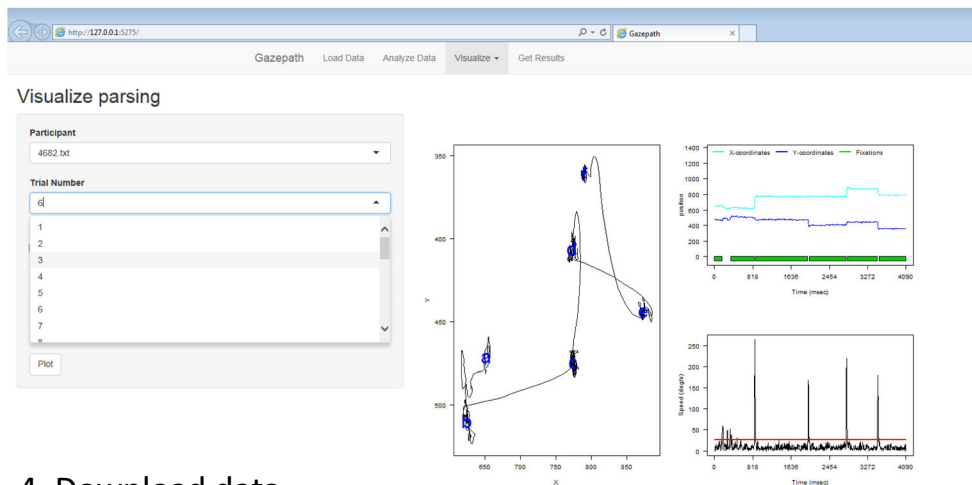 http://127.0.0.1:5275/
Gazepath
Gazepath Load Data Analyze Data Visualize Get Results
Visualize parsing
Participant
4682.txt
Trial Number
6
1
2
3
4
5
6
7
8
Plot
350
400
450
500
Y
650 700 750 800 850
X
a
b
c
d
e
f
X-coordinates Y-coordinates Fixations
1400
1200
1000
800
600
400
200
0
position
0 818 1636 2454 3272 4090
Time (msec)
250
200
150
100
50
0
Speed (deg/s)
0 818 1636 2454 3272 4090
Time (msec)
4. Download data